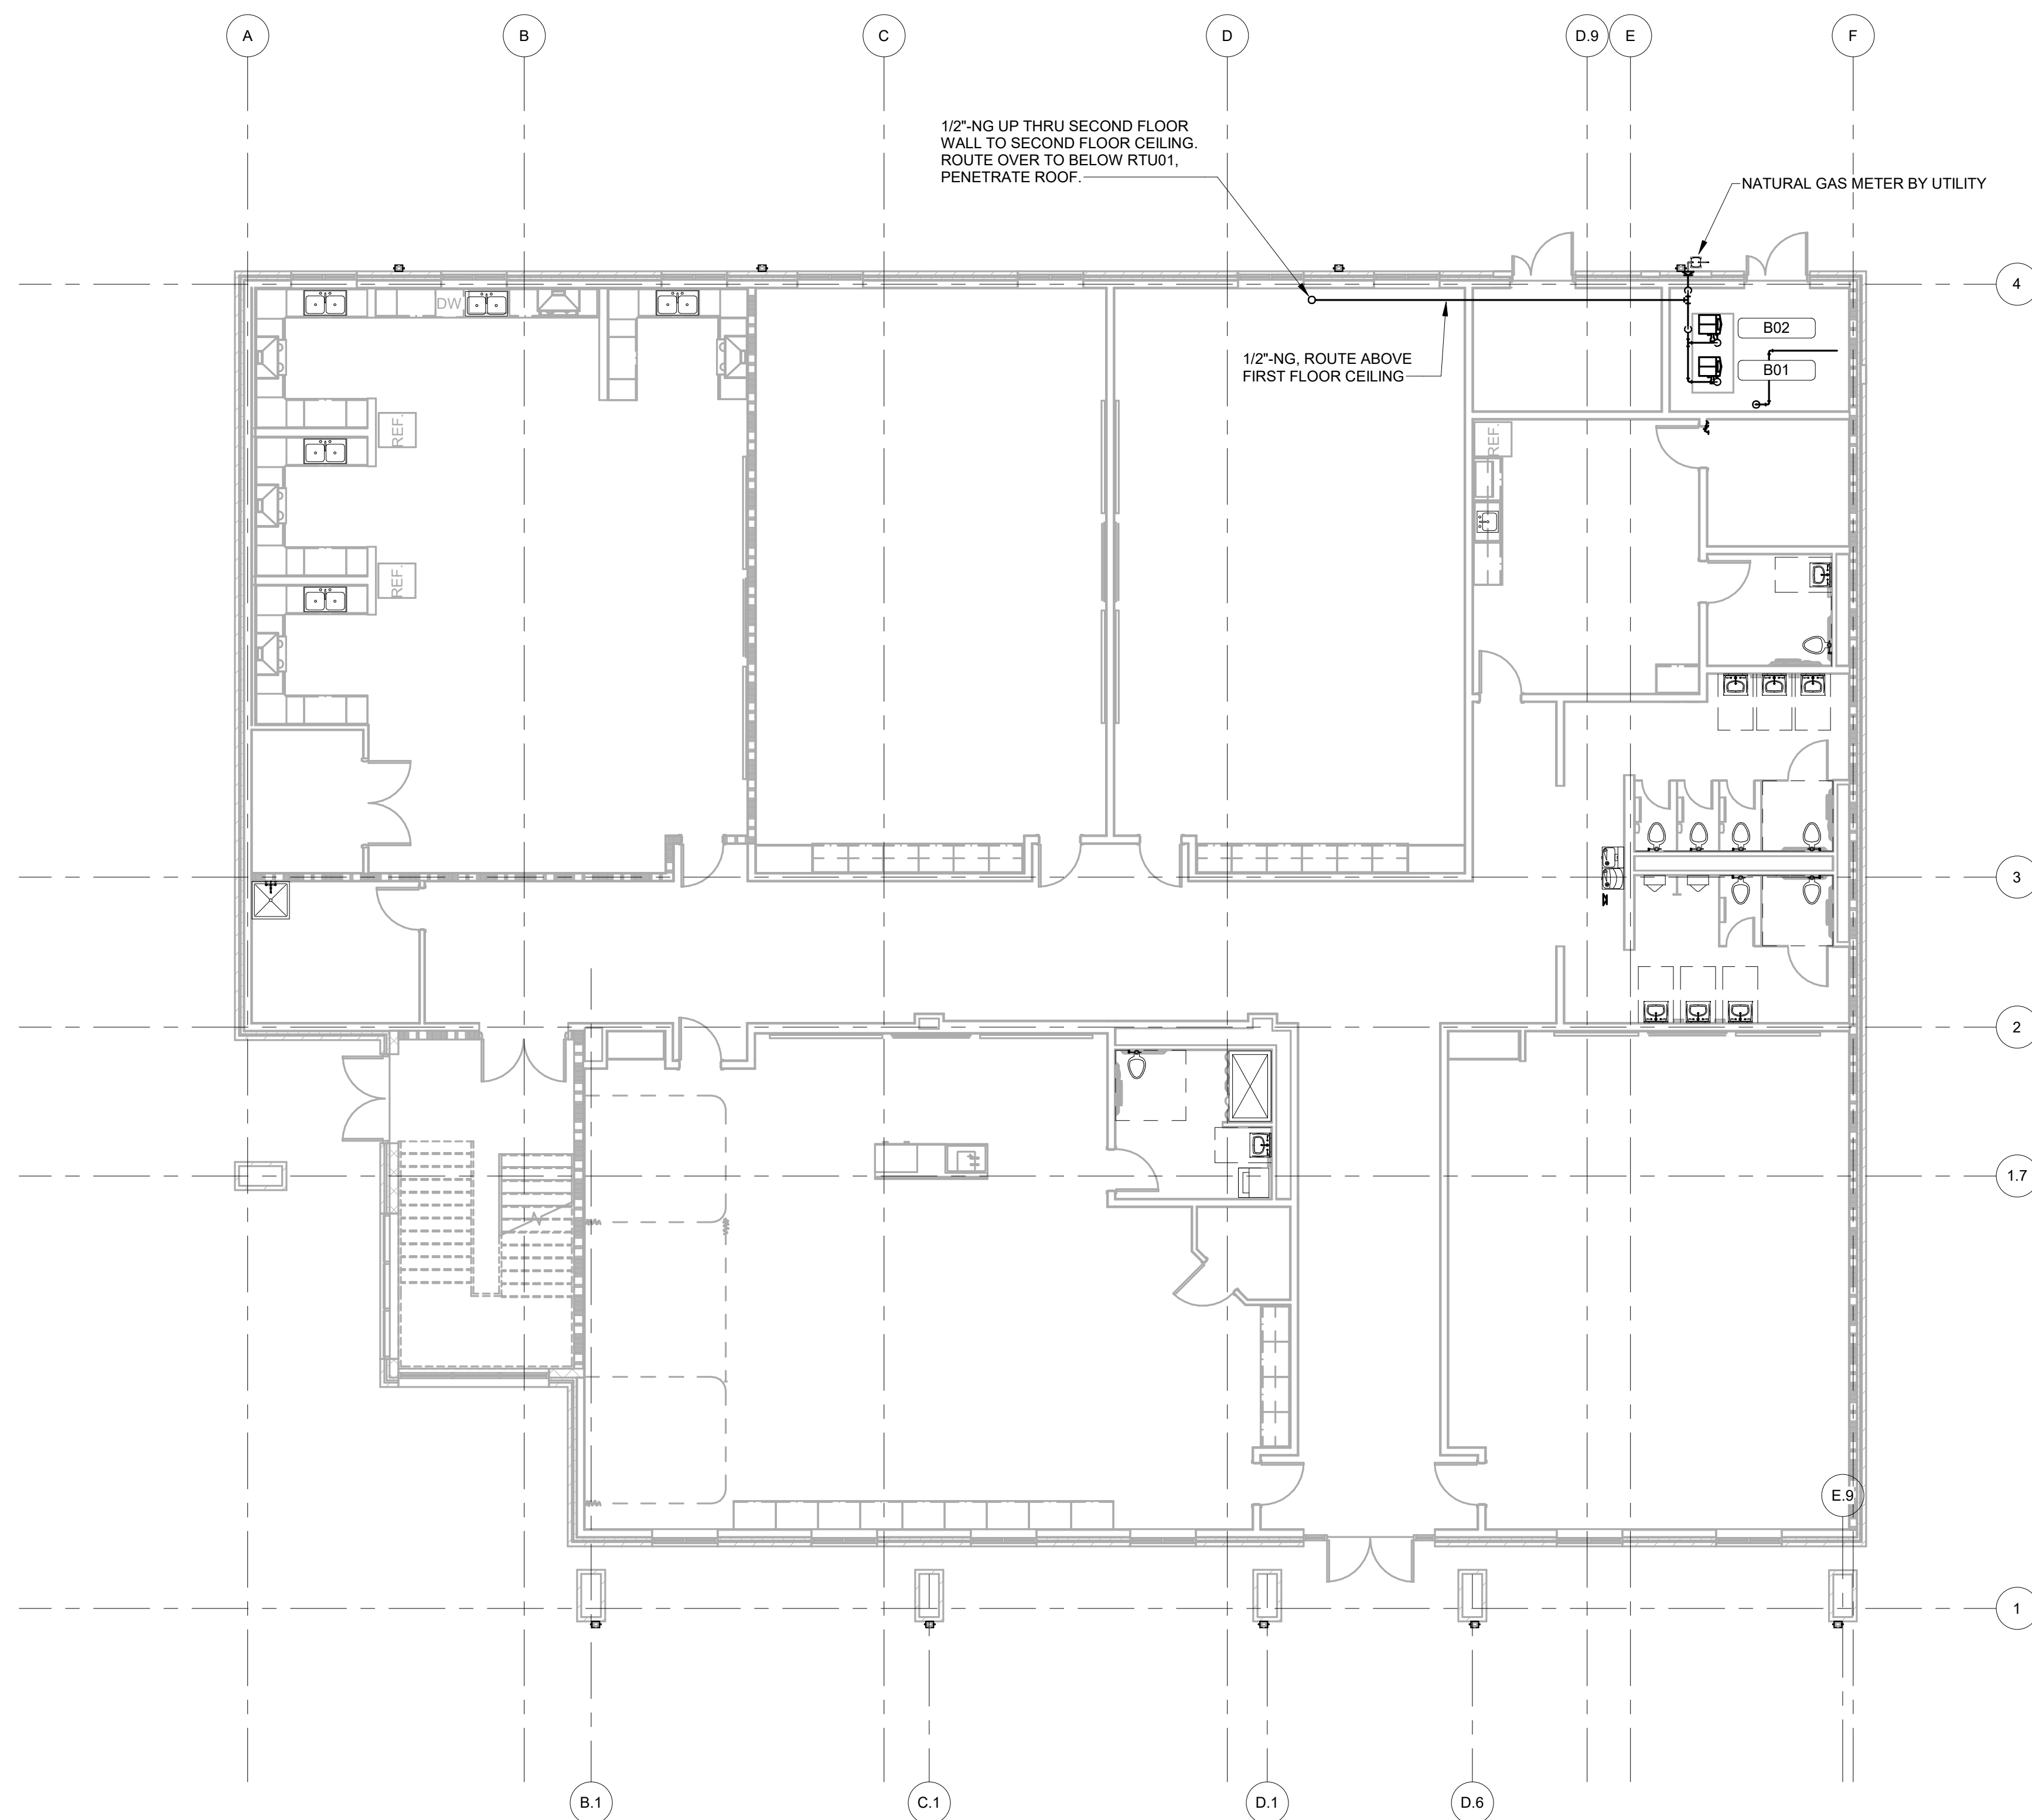 A
B
C
D
D.9
E
F
1/2"-NG UP THRU SECOND FLOOR
WALL TO SECOND FLOOR CEILING.
ROUTE OVER TO BELOW RTU01,
PENETRATE ROOF.
NATURAL GAS METER BY UTILITY
4
DW
B02
1/2"-NG, ROUTE ABOVE
FIRST FLOOR CEILING
B01
REF.
REF.
REF.
3
2
1.7
E.9
1
B.1
C.1
D.1
D.6